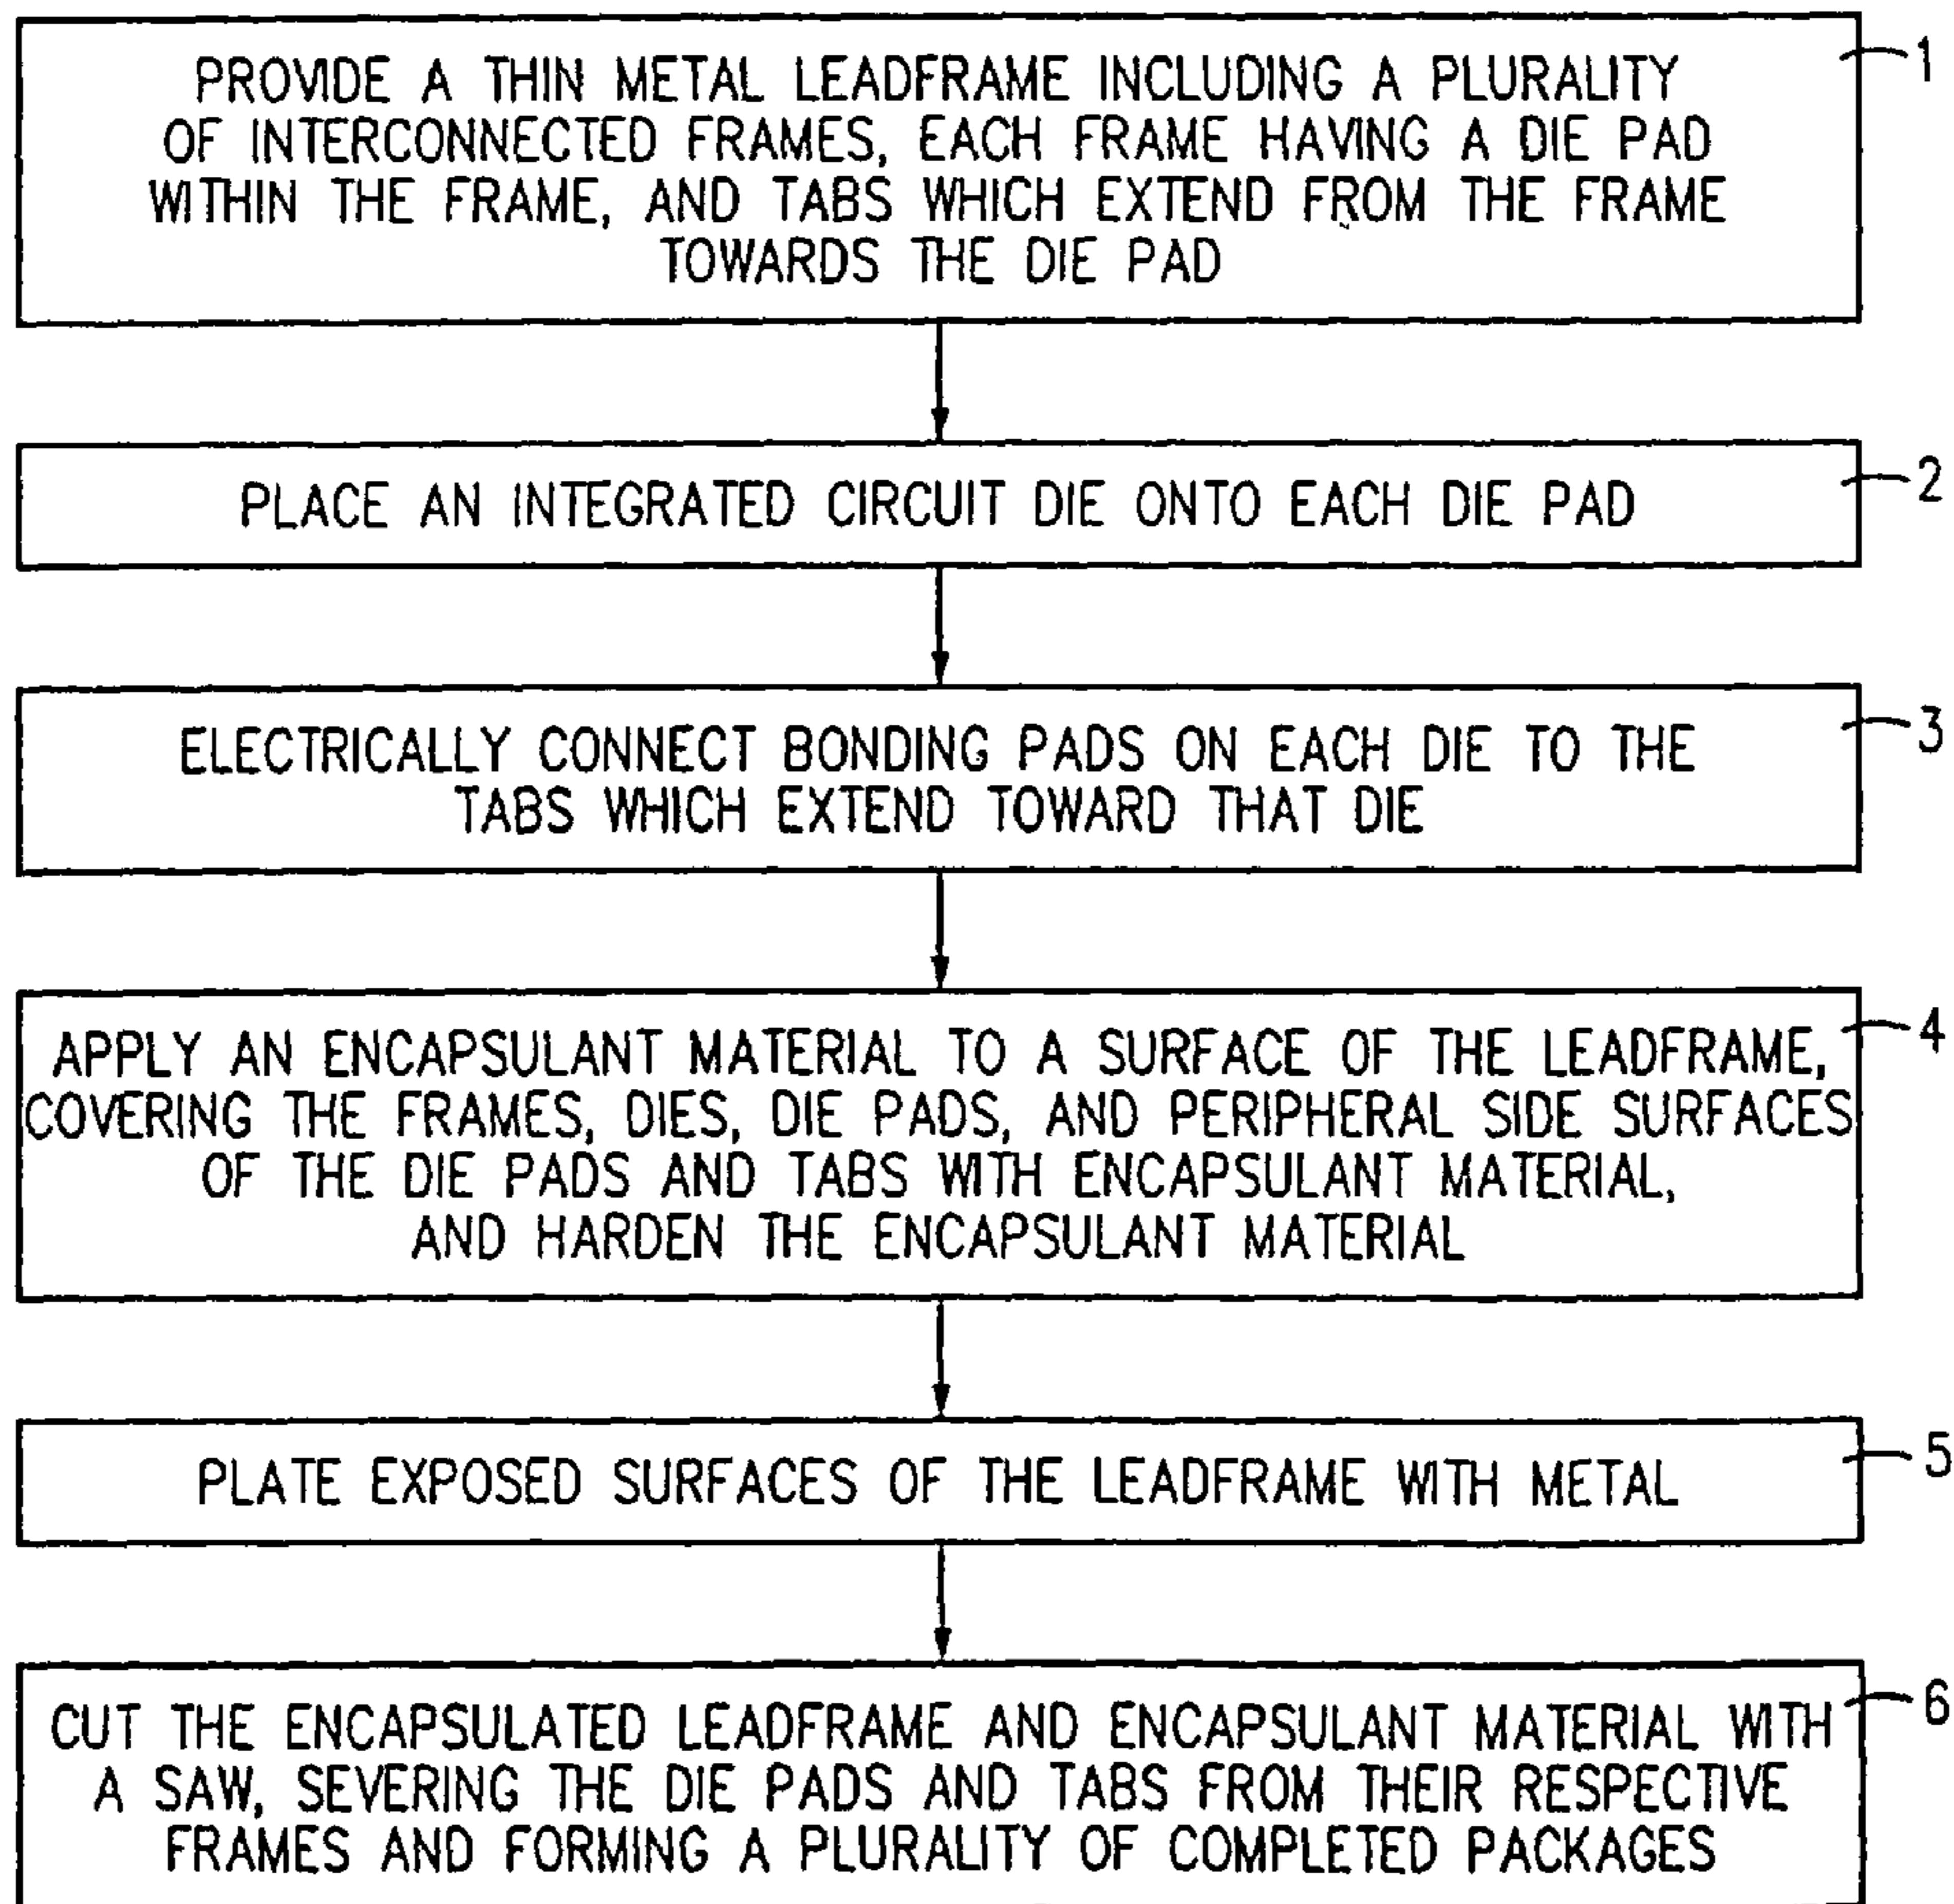 PROVIDE A THIN METAL LEADFRAME INCLUDING A PLURALITY
OF INTERCONNECTED FRAMES, EACH FRAME HAVING A DIE PAD
WITHIN THE FRAME, AND TABS WHICH EXTEND FROM THE FRAME
TOWARDS THE DIE PAD
1
PLACE AN INTEGRATED CIRCUIT DIE ONTO EACH DIE PAD
2
ELECTRICALLY CONNECT BONDING PADS ON EACH DIE TO THE
TABS WHICH EXTEND TOWARD THAT DIE
3
APPLY AN ENCAPSULANT MATERIAL TO A SURFACE OF THE LEADFRAME,
COVERING THE FRAMES, DIES, DIE PADS, AND PERIPHERAL SIDE SURFACES
OF THE DIE PADS AND TABS WITH ENCAPSULANT MATERIAL,
AND HARDEN THE ENCAPSULANT MATERIAL
4
PLATE EXPOSED SURFACES OF THE LEADFRAME WITH METAL
5
CUT THE ENCAPSULATED LEADFRAME AND ENCAPSULANT MATERIAL WITH
A SAW, SEVERING THE DIE PADS AND TABS FROM THEIR RESPECTIVE
FRAMES AND FORMING A PLURALITY OF COMPLETED PACKAGES
6